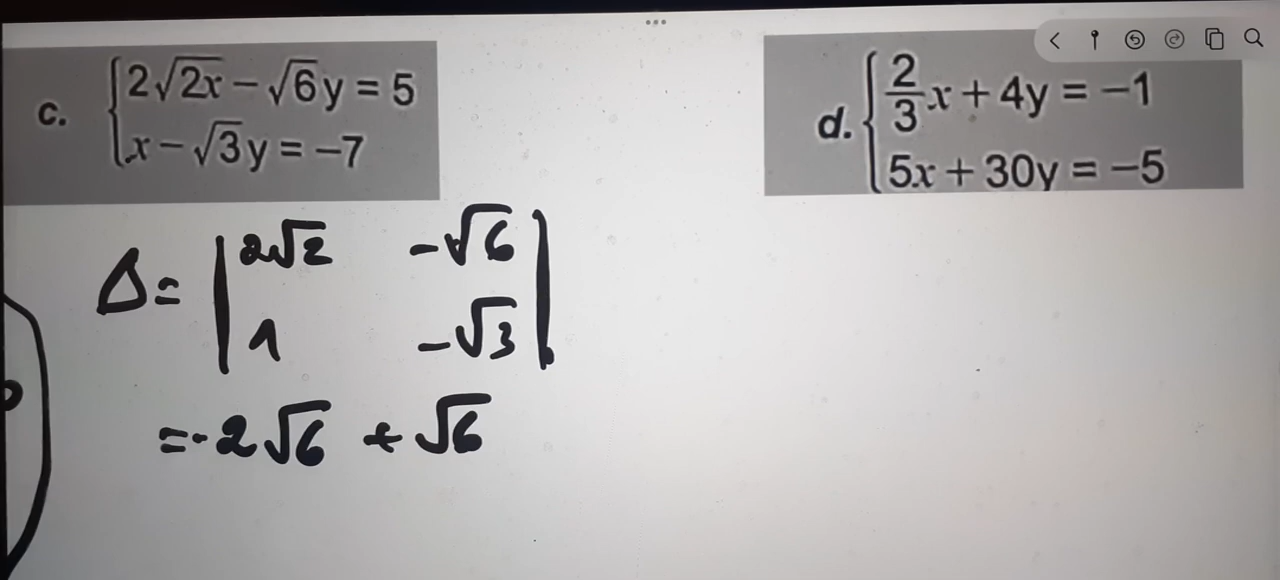 c. {2√2x − √6y = 5
x − √3y = −7
d. {2/3x + 4y = −1
5x + 30y = −5
Δ = |2√2 −√6|
|1 −√3|
= -2√6 + √6